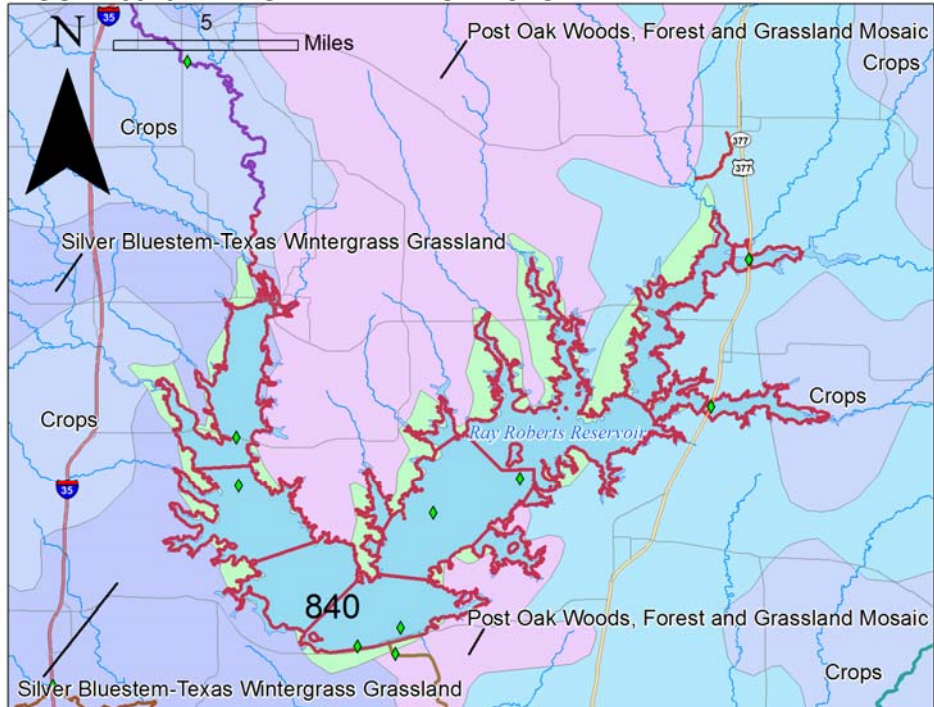 35
5
N
Miles
Post Oak Woods, Forest and Grassland Mosaic
Crops
Crops
377
377
Silver Bluestem-Texas Wintergrass Grassland
Crops
Crops
Ray Roberts Reservoir
35
840
Post Oak Woods, Forest and Grassland Mosaic
Crops
Silver Bluestem-Texas Wintergrass Grassland